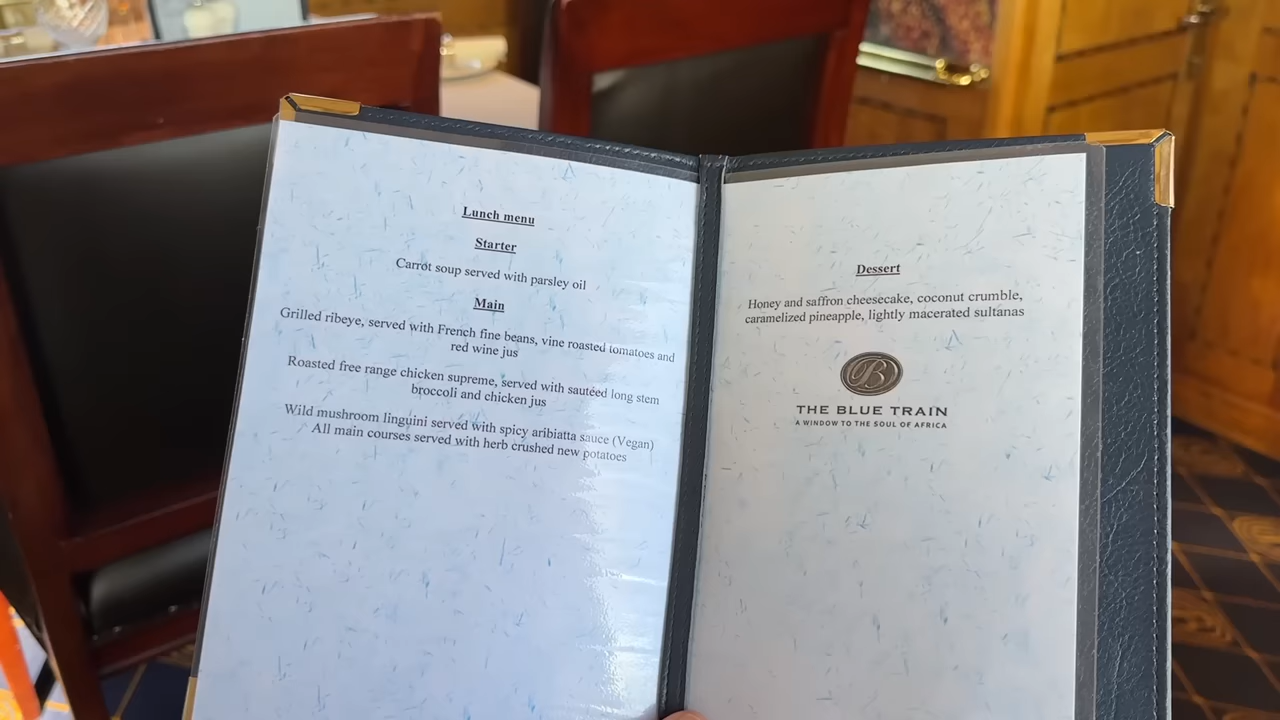 Lunch menu
Starter
Carrot soup served with parsley oil
Main
Grilled ribeye, served with French fine beans, vine roasted tomatoes and
red wine jus
Roasted free range chicken supreme, served with sautéed long stem
broccoli and chicken jus
Wild mushroom linguini served with spicy aribiatta sauce (Vegan)
All main courses served with herb crushed new potatoes
Dessert
Honey and saffron cheesecake, coconut crumble,
caramelized pineapple, lightly macerated sultanas
B
THE BLUE TRAIN
A WINDOW TO THE SOUL OF AFRICA